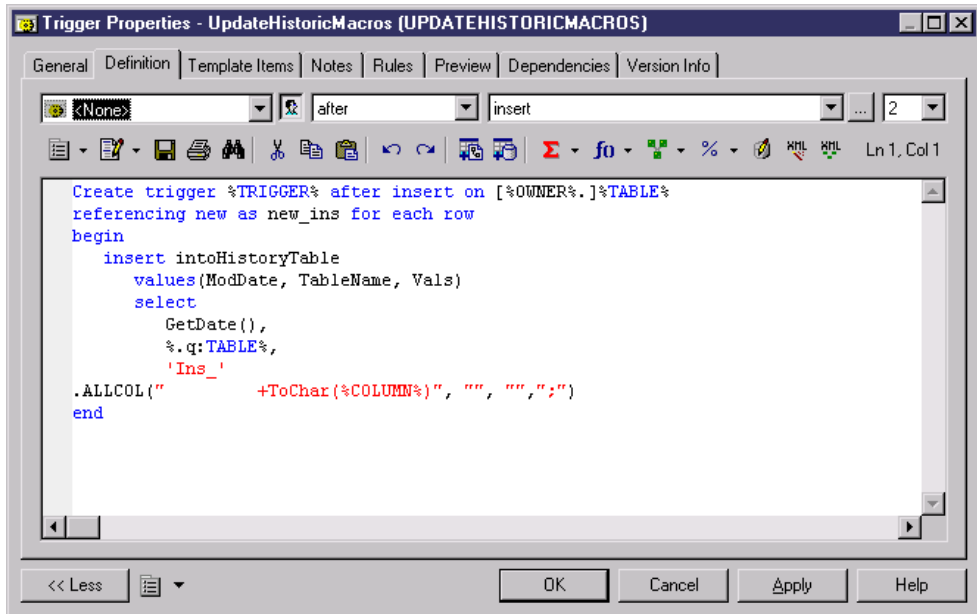 Trigger Properties - UpdateHistoricMacros (UPDATEHISTORICMACROS)
General Definition Template Items Notes Rules Preview Dependencies Version Info
<None> after insert ... 2
Σ f() % XML XML Ln 1, Col 1
Create trigger %TRIGGER% after insert on [%OWNER%.]%TABLE%
referencing new as new_ins for each row
begin
insert intoHistoryTable
values(ModDate, TableName, Vals)
select
GetDate(),
%.q:TABLE%,
'Ins_'
.ALLCOL("            +ToChar(%COLUMN%)", "", "",";")
end
<< Less OK Cancel Apply Help